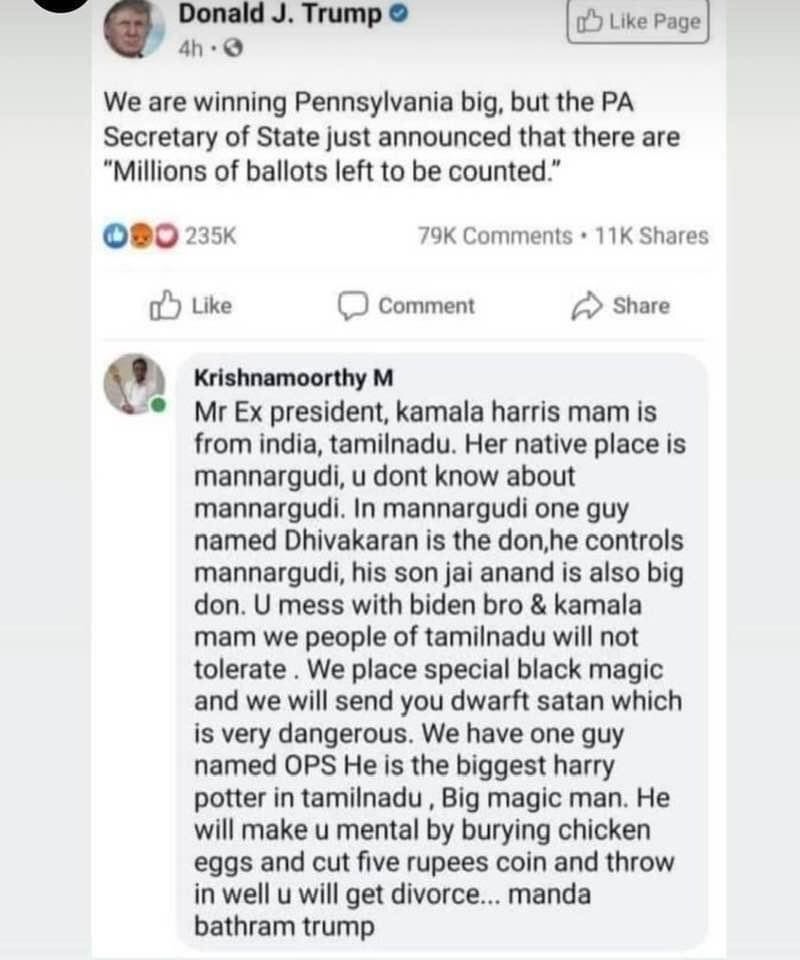 Donald J. Trump
Like Page
4h ·
We are winning Pennsylvania big, but the PA
Secretary of State just announced that there are
"Millions of ballots left to be counted."
235K
79K Comments • 11K Shares
Like
Comment
Share
Krishnamoorthy M
Mr Ex president, kamala harris mam is
from india, tamilnadu. Her native place is
mannargudi, u dont know about
mannargudi. In mannargudi one guy
named Dhivakaran is the don,he controls
mannargudi, his son jai anand is also big
don. U mess with biden bro & kamala
mam we people of tamilnadu will not
tolerate . We place special black magic
and we will send you dwarft satan which
is very dangerous. We have one guy
named OPS He is the biggest harry
potter in tamilnadu , Big magic man. He
will make u mental by burying chicken
eggs and cut five rupees coin and throw
in well u will get divorce... manda
bathram trump